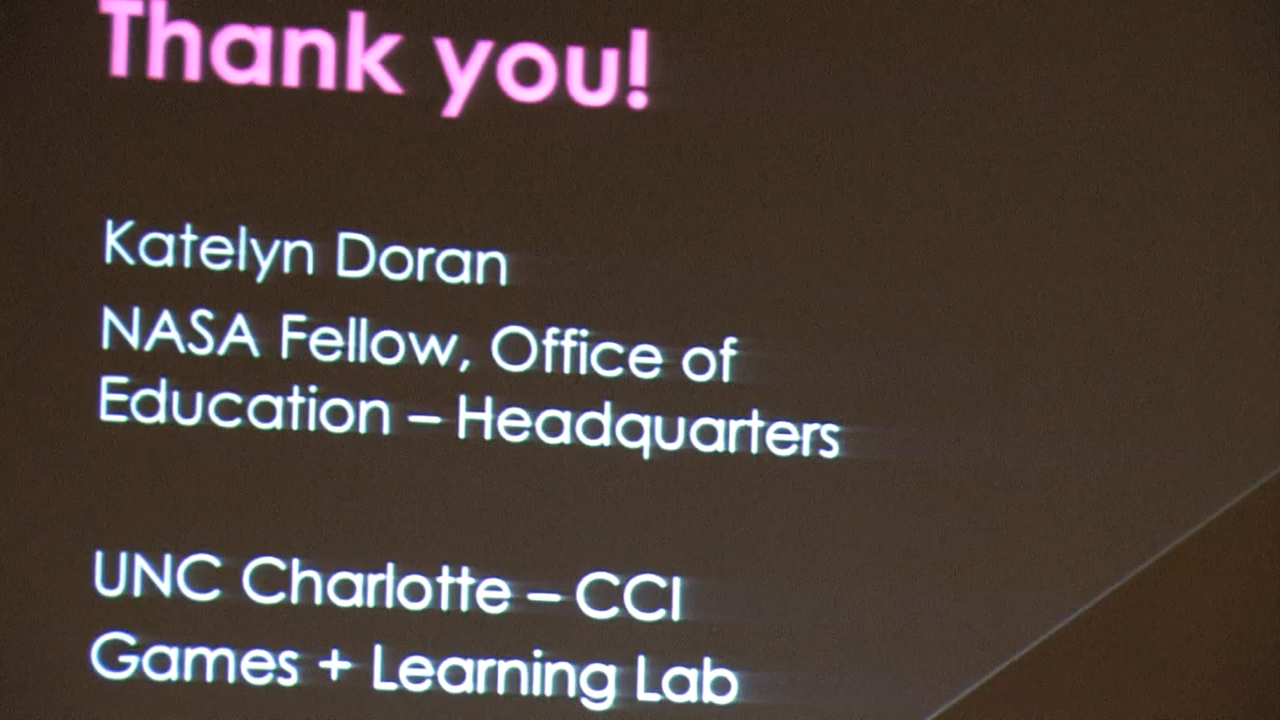 Thank you!
Katelyn Doran
NASA Fellow, Office of
Education – Headquarters
UNC Charlotte – CCI
Games + Learning Lab